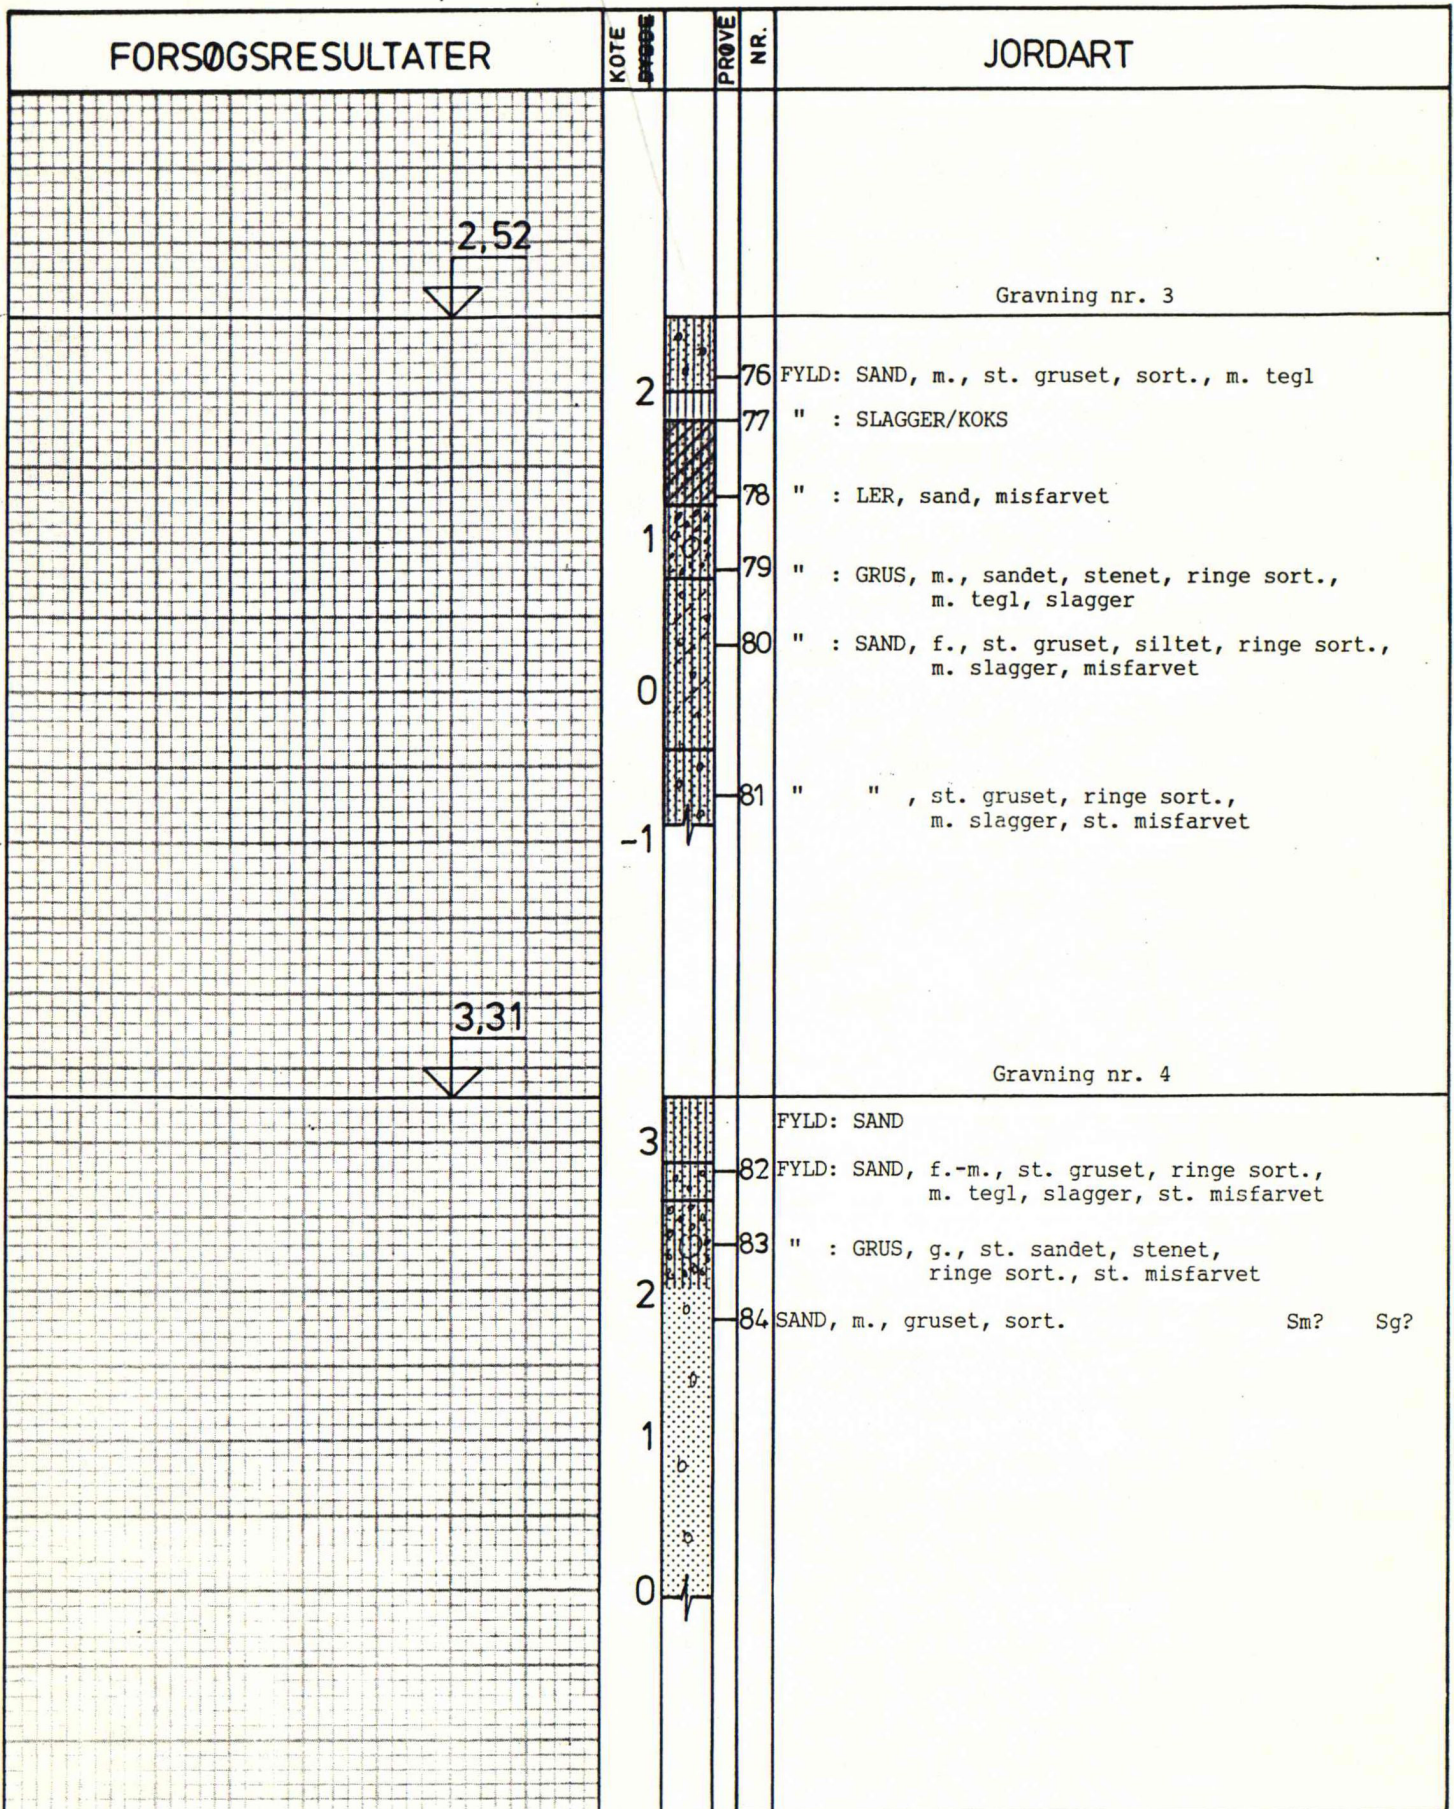 FORSØGSRESULTATER
KOTE
DYBDE
PRØVE
NR.
JORDART
2,52
Gravning nr. 3
76 FYLD: SAND, m., st. gruset, sort., m. tegl
2
77 " : SLAGGER/KOKS
78 " : LER, sand, misfarvet
1
79 " : GRUS, m., sandet, stenet, ringe sort.,
m. tegl, slagger
80 " : SAND, f., st. gruset, siltet, ringe sort.,
m. slagger, misfarvet
0
81 " " , st. gruset, ringe sort.,
m. slagger, st. misfarvet
-1
3,31
Gravning nr. 4
FYLD: SAND
3
82 FYLD: SAND, f.-m., st. gruset, ringe sort.,
m. tegl, slagger, st. misfarvet
83 " : GRUS, g., st. sandet, stenet,
ringe sort., st. misfarvet
2
84 SAND, m., gruset, sort. Sm? Sg?
1
0